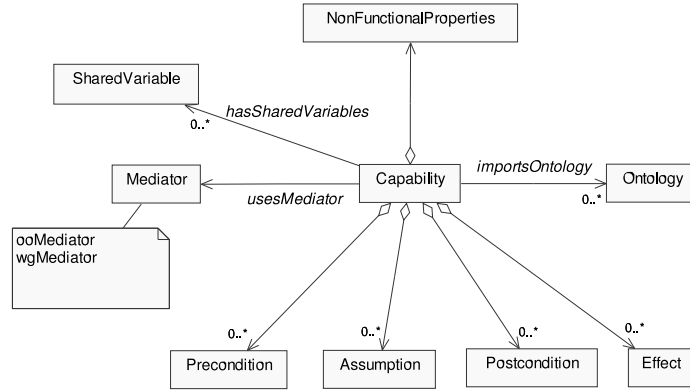 NonFunctionalProperties
SharedVariable
hasSharedVariables
0..*
Mediator
usesMediator
Capability
importsOntology
0..*
Ontology
ooMediator
wgMediator
0..*
0..*
0..*
0..*
Precondition
Assumption
Postcondition
Effect